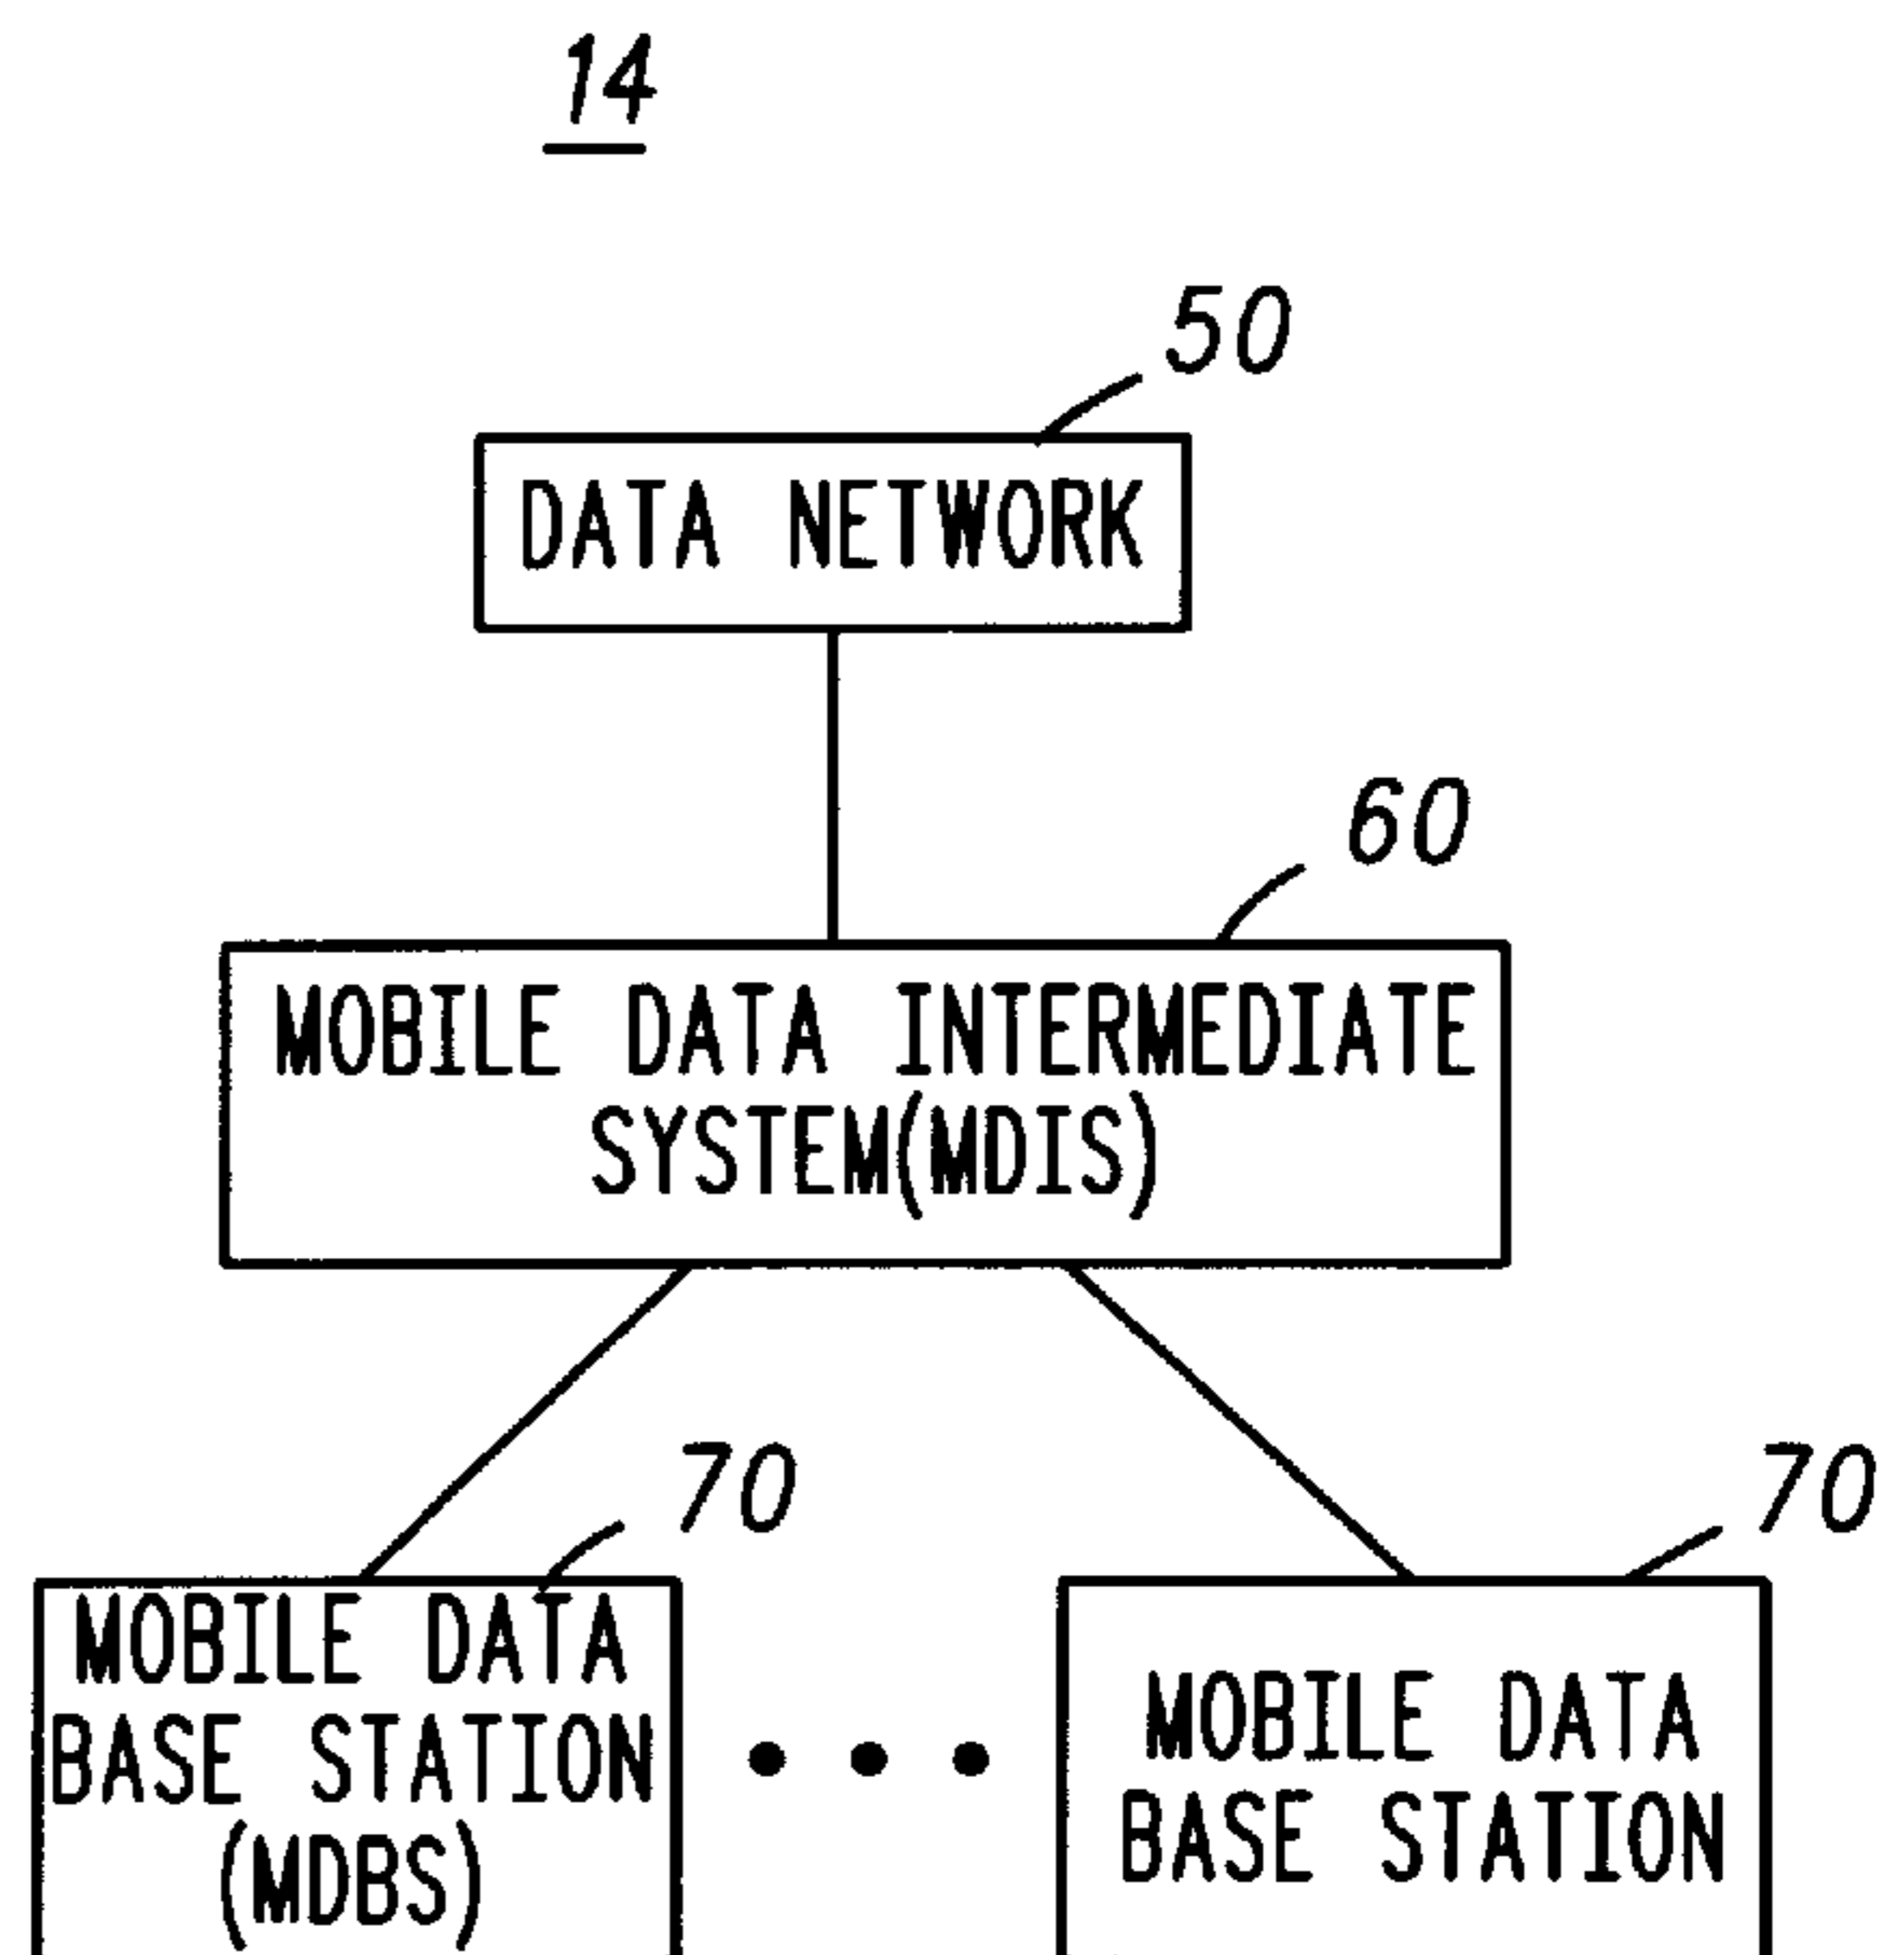 14
50
DATA NETWORK
60
MOBILE DATA INTERMEDIATE
SYSTEM(MDIS)
70
70
MOBILE DATA
BASE STATION
(MDBS)
MOBILE DATA
BASE STATION